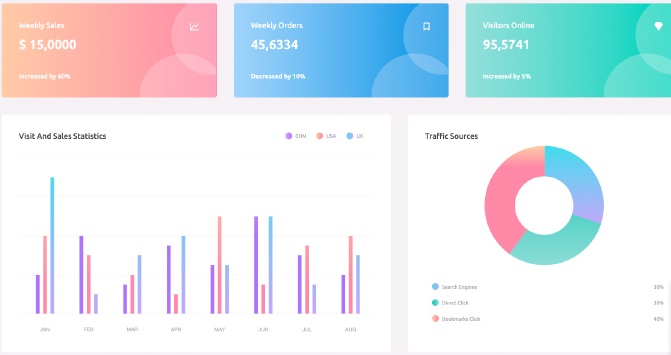 Weekly Sales
$ 15,0000
Increased by 60%
Weekly Orders
45,6334
Decreased by 10%
Visitors Online
95,5741
Increased by 5%
Visit And Sales Statistics
CHN
USA
UK
JAN
FEB
MAR
APR
MAY
JUN
JUL
AUG
Traffic Sources
Search Engines 30%
Direct Click 30%
Bookmarks Click 40%